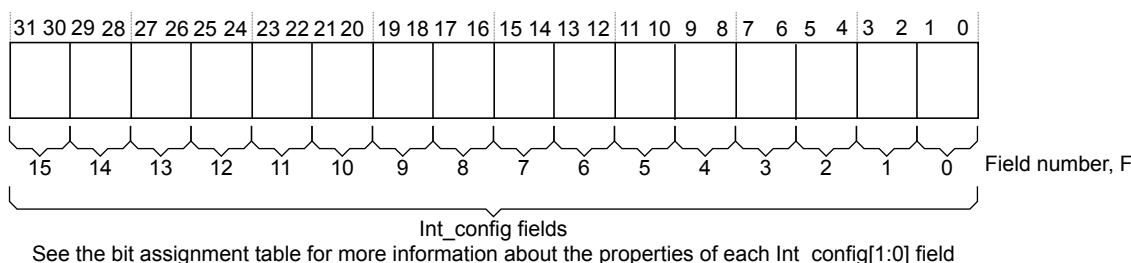 31 30 29 28 27 26 25 24 23 22 21 20 19 18 17 16 15 14 13 12 11 10 9 8 7 6 5 4 3 2 1 0
15 14 13 12 11 10 9 8 7 6 5 4 3 2 1 0 Field number, F
Int_config fields
See the bit assignment table for more information about the properties of each Int_config[1:0] field